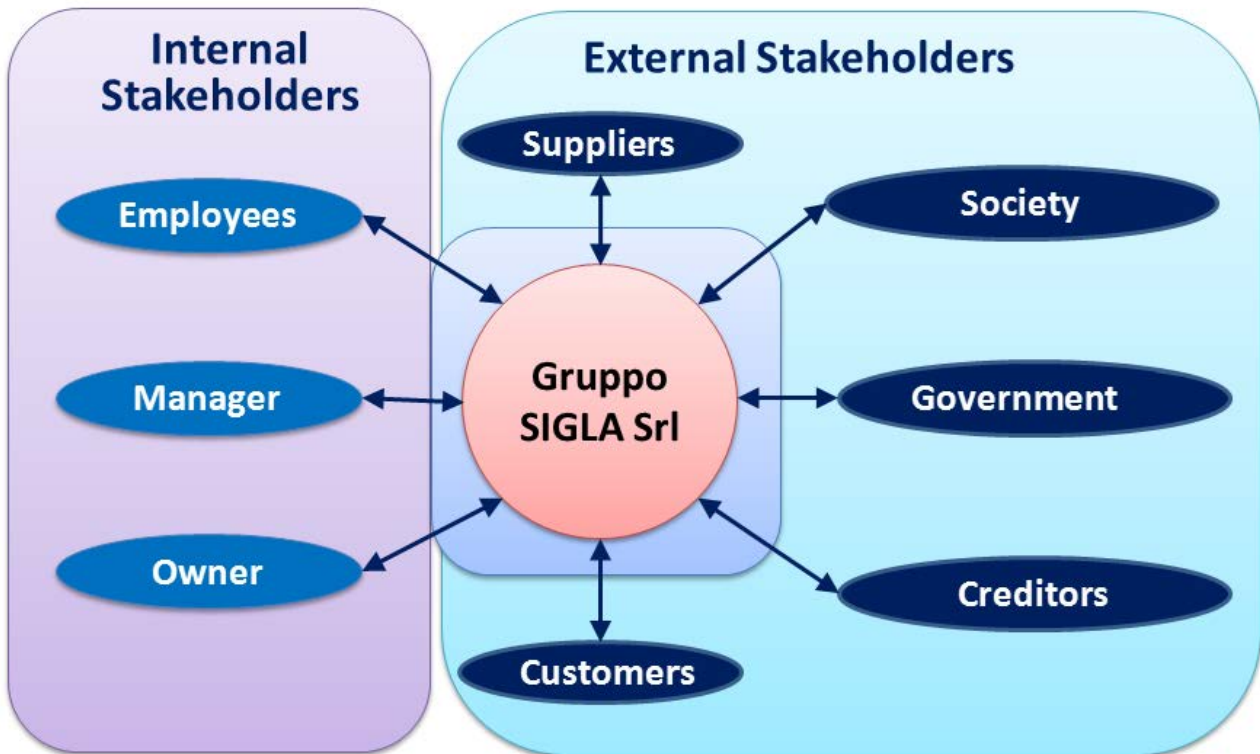 Internal
Stakeholders
External Stakeholders
Suppliers
Employees
Society
Manager
Gruppo
SIGLA Srl
Government
Owner
Creditors
Customers